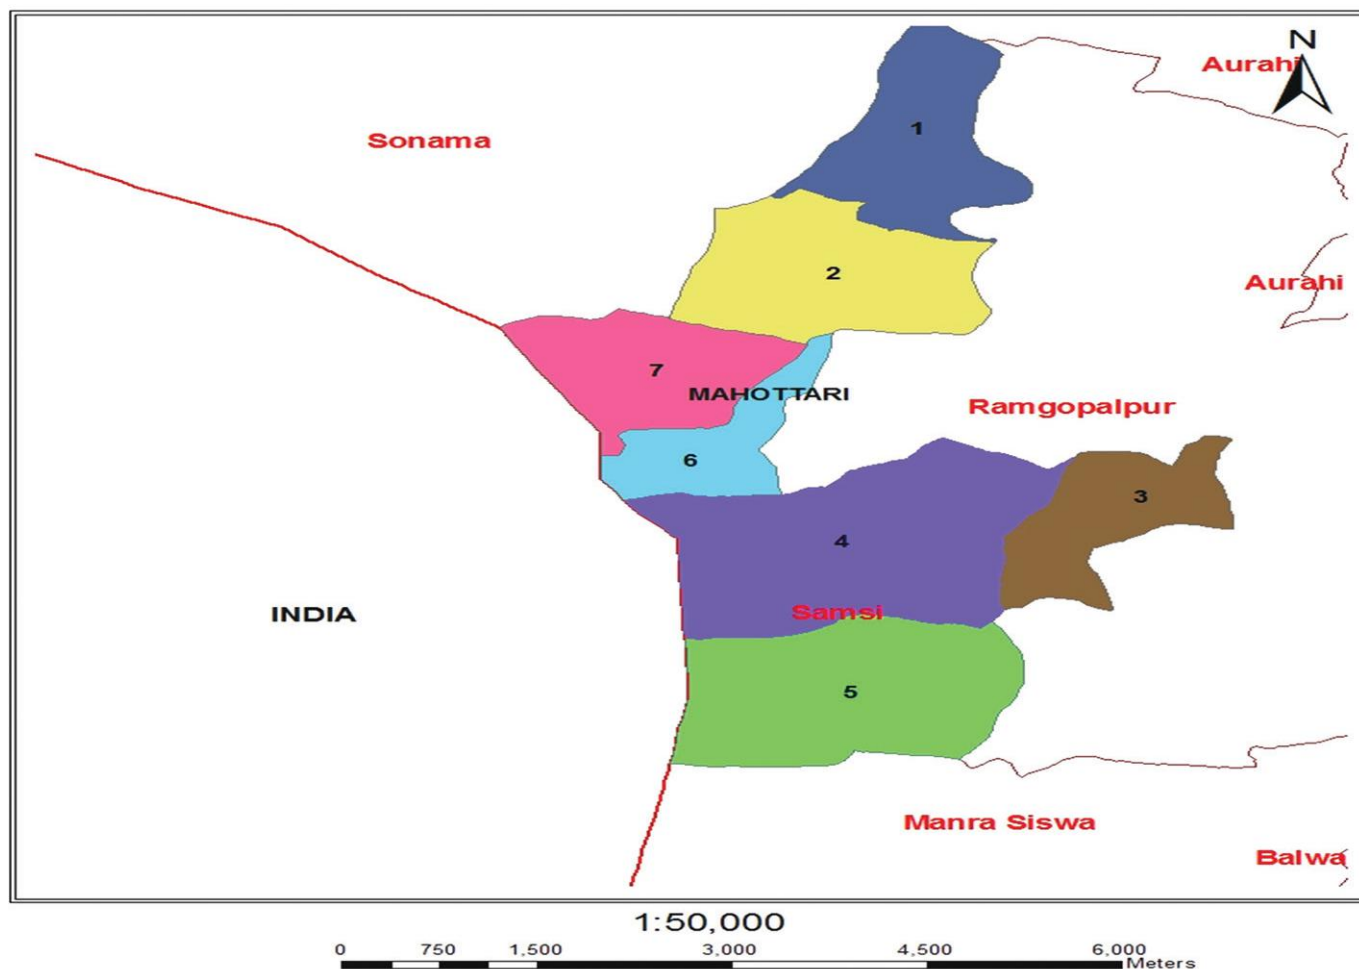 N
Aurahi
1
Sonama
2
Aurahi
7
MAHOTTARI
Ramgopalpur
6
3
4
INDIA
Samsi
5
Manra Siswa
Balwa
1:50,000
0 750 1,500 3,000 4,500 6,000
Meters